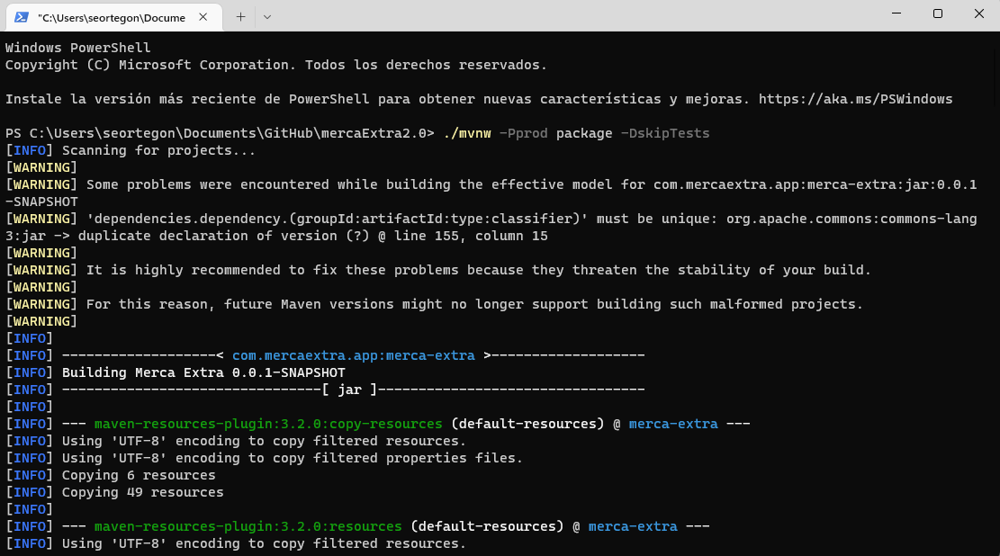 "C:\Users\seortegon\Docume
Windows PowerShell
Copyright (C) Microsoft Corporation. Todos los derechos reservados.
Instale la versión más reciente de PowerShell para obtener nuevas características y mejoras. https://aka.ms/PSWindows
PS C:\Users\seortegon\Documents\GitHub\mercaExtra2.0> ./mvnw -Pprod package -DskipTests
[INFO] Scanning for projects...
[WARNING]
[WARNING] Some problems were encountered while building the effective model for com.mercaextra.app:merca-extra:jar:0.0.1
-SNAPSHOT
[WARNING] 'dependencies.dependency.(groupId:artifactId:type:classifier)' must be unique: org.apache.commons:commons-lang
3:jar -> duplicate declaration of version (?) @ line 155, column 15
[WARNING]
[WARNING] It is highly recommended to fix these problems because they threaten the stability of your build.
[WARNING]
[WARNING] For this reason, future Maven versions might no longer support building such malformed projects.
[WARNING]
[INFO]
[INFO] -------------------< com.mercaextra.app:merca-extra >-------------------
[INFO] Building Merca Extra 0.0.1-SNAPSHOT
[INFO] --------------------------------[ jar ]---------------------------------
[INFO]
[INFO] --- maven-resources-plugin:3.2.0:copy-resources (default-resources) @ merca-extra ---
[INFO] Using 'UTF-8' encoding to copy filtered resources.
[INFO] Using 'UTF-8' encoding to copy filtered properties files.
[INFO] Copying 6 resources
[INFO] Copying 49 resources
[INFO]
[INFO] --- maven-resources-plugin:3.2.0:resources (default-resources) @ merca-extra ---
[INFO] Using 'UTF-8' encoding to copy filtered resources.